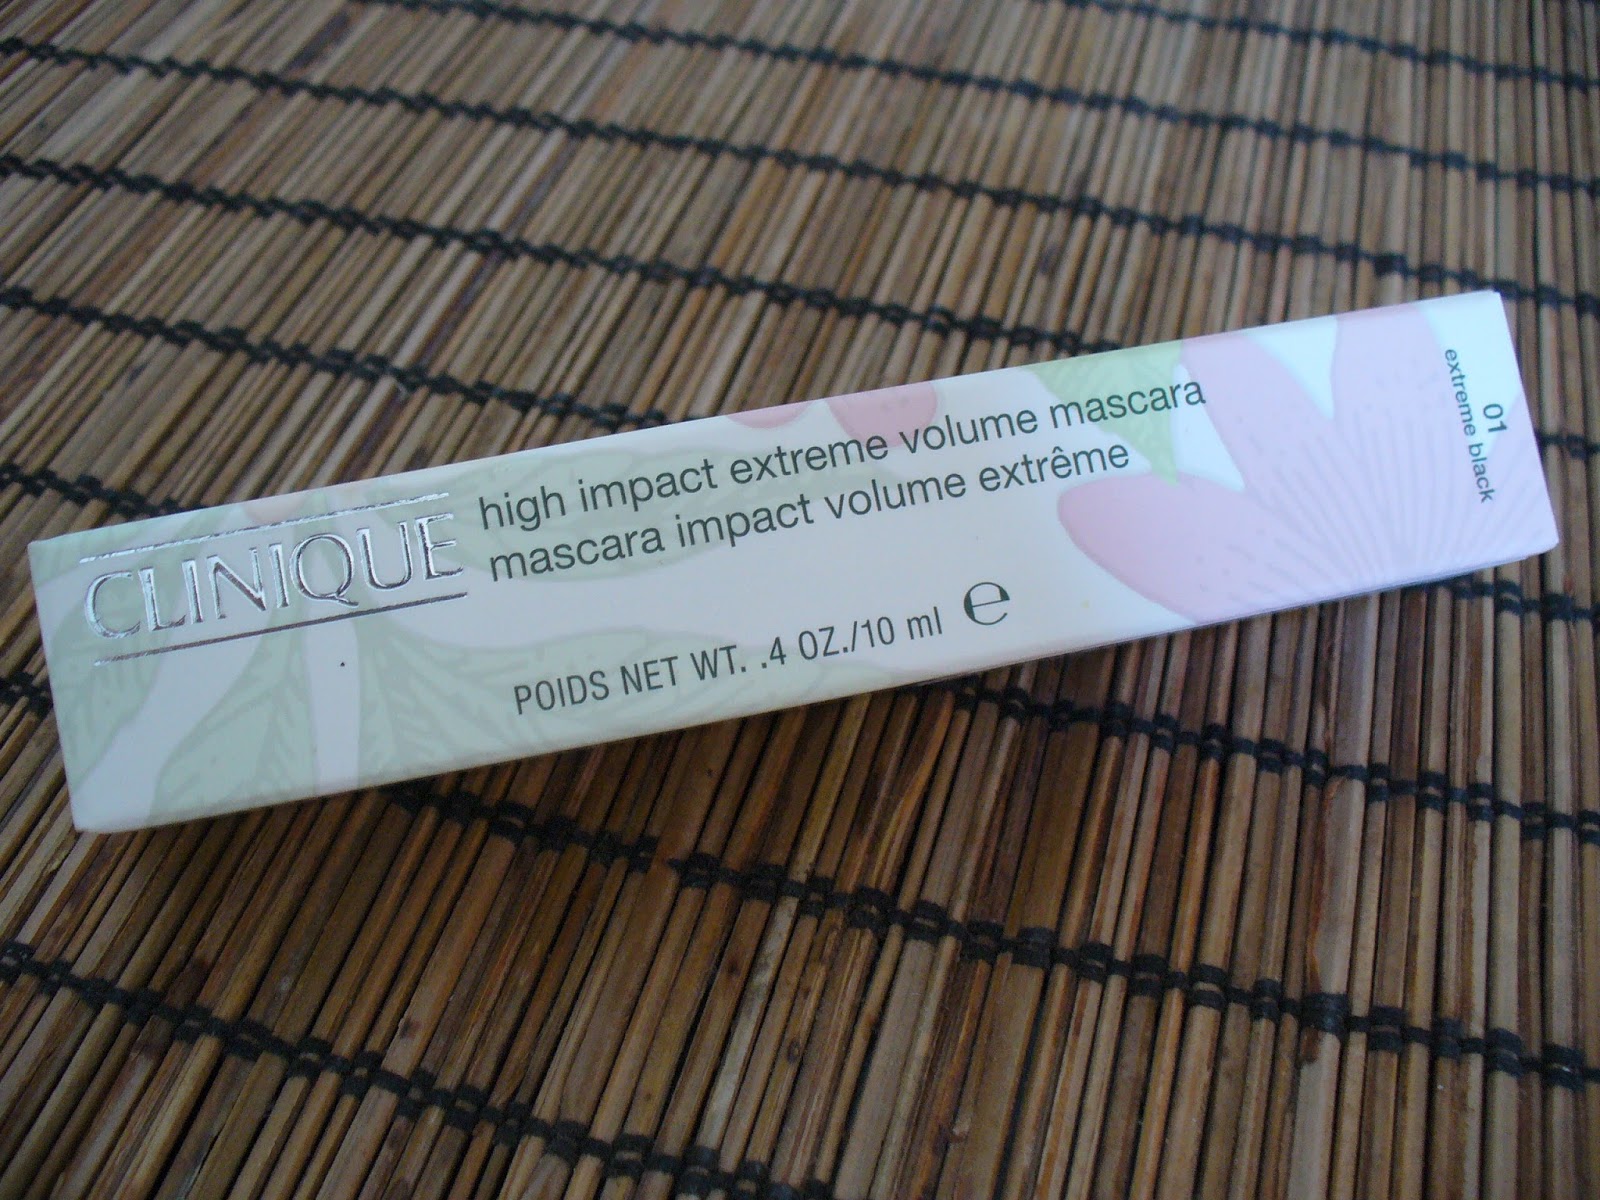 CLINIQUE
high impact extreme volume mascara
mascara impact volume extrême
POIDS NET WT. .4 OZ./10 ml ℮
01
extreme black